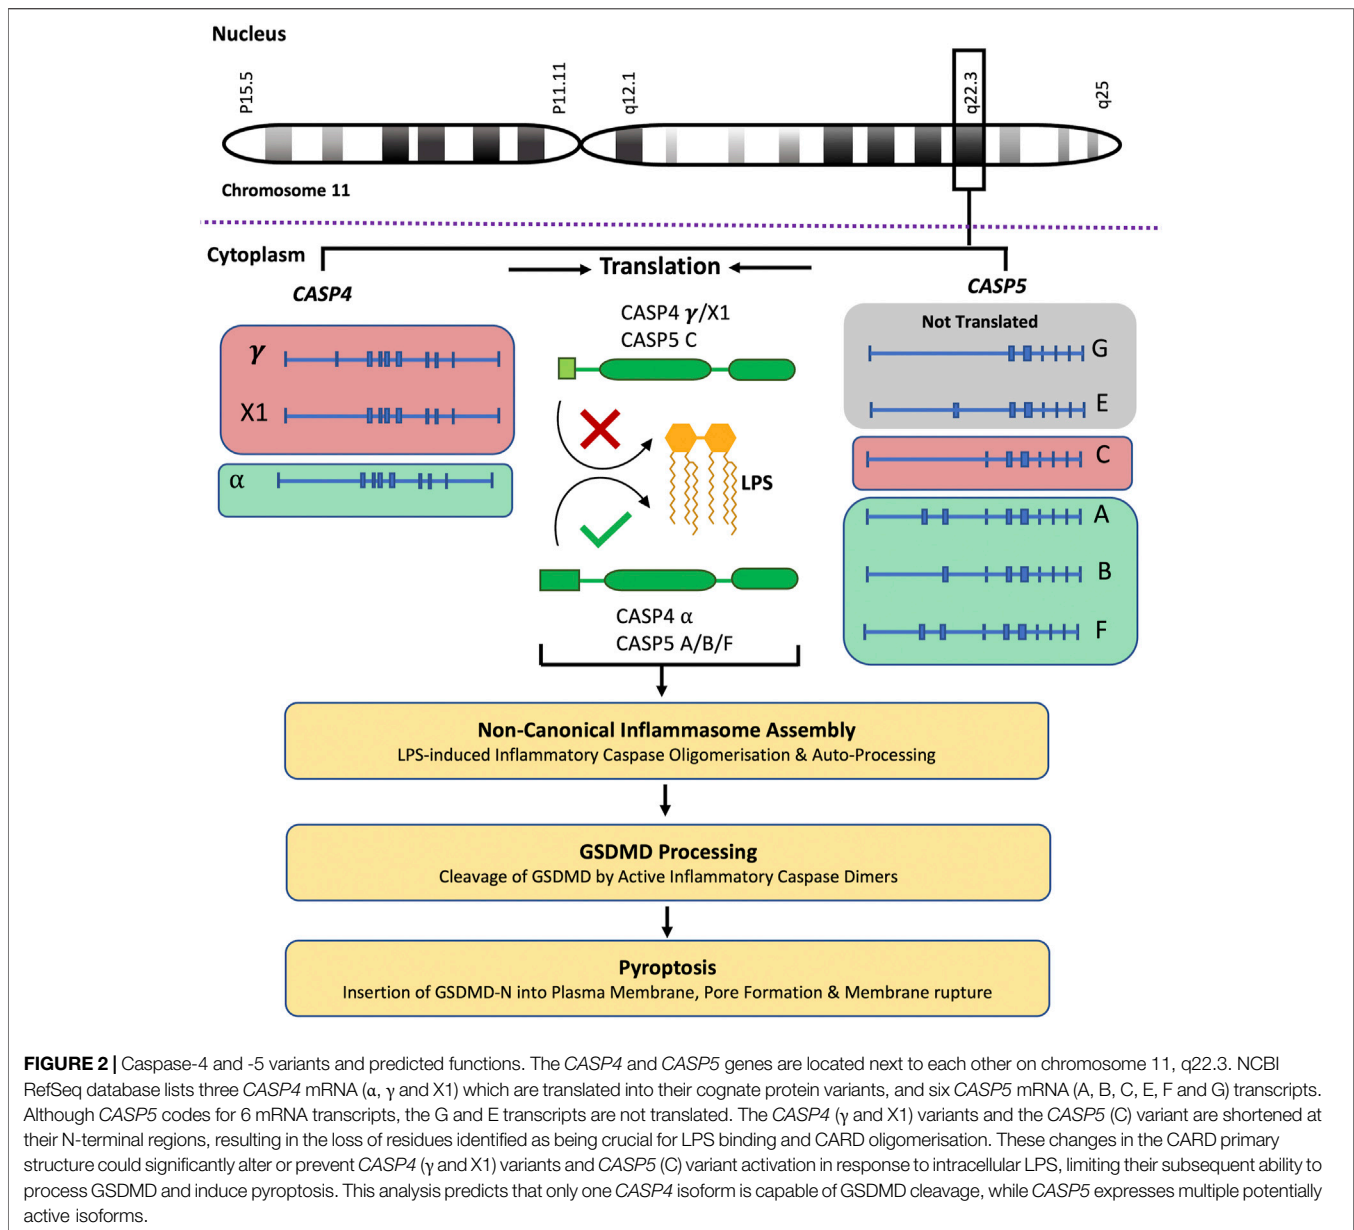 Nucleus
P15.5
P11.11
q12.1
q22.3
q25
Chromosome 11
Cytoplasm
Translation
CASP4
CASP5
γ
X1
α
CASP4 γ/X1
CASP5 C
LPS
CASP4 α
CASP5 A/B/F
Not Translated
G
E
C
A
B
F
Non-Canonical Inflammasome Assembly
LPS-induced Inflammatory Caspase Oligomerisation & Auto-Processing
GSDMD Processing
Cleavage of GSDMD by Active Inflammatory Caspase Dimers
Pyroptosis
Insertion of GSDMD-N into Plasma Membrane, Pore Formation & Membrane rupture
FIGURE 2 | Caspase-4 and -5 variants and predicted functions. The CASP4 and CASP5 genes are located next to each other on chromosome 11, q22.3. NCBI
RefSeq database lists three CASP4 mRNA (α, γ and X1) which are translated into their cognate protein variants, and six CASP5 mRNA (A, B, C, E, F and G) transcripts.
Although CASP5 codes for 6 mRNA transcripts, the G and E transcripts are not translated. The CASP4 (γ and X1) variants and the CASP5 (C) variant are shortened at
their N-terminal regions, resulting in the loss of residues identified as being crucial for LPS binding and CARD oligomerisation. These changes in the CARD primary
structure could significantly alter or prevent CASP4 (γ and X1) variants and CASP5 (C) variant activation in response to intracellular LPS, limiting their subsequent ability to
process GSDMD and induce pyroptosis. This analysis predicts that only one CASP4 isoform is capable of GSDMD cleavage, while CASP5 expresses multiple potentially
active isoforms.